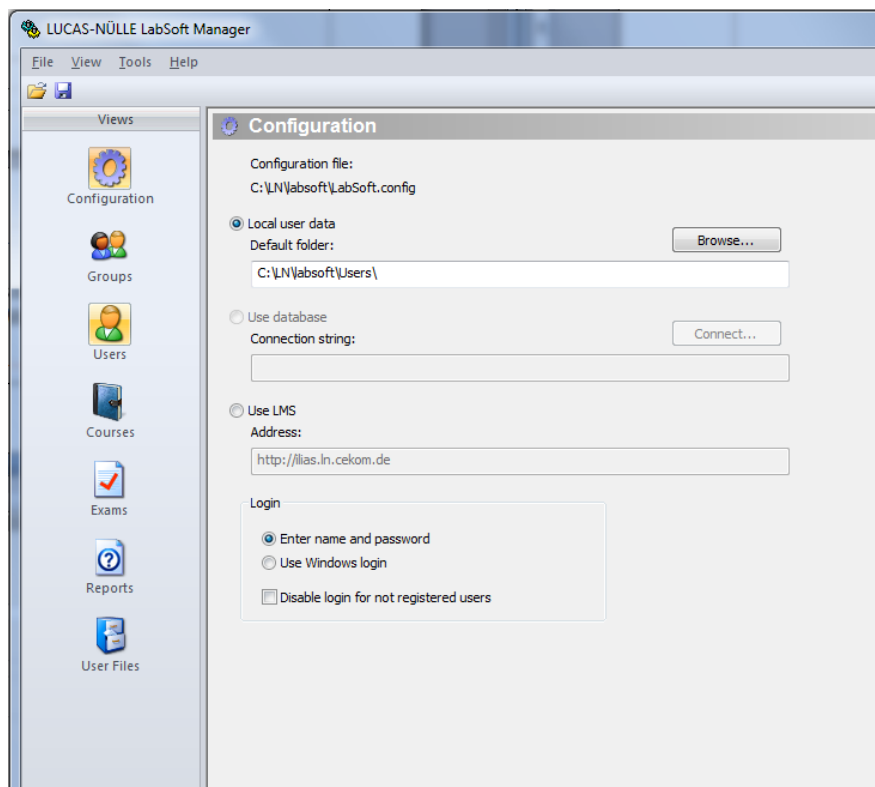 LUCAS-NÜLLE LabSoft Manager
File View Tools Help
Views
Configuration
Groups
Users
Courses
Exams
Reports
User Files
Configuration
Configuration file:
C:\LN\labsoft\LabSoft.config
Local user data
Default folder:
Browse...
C:\LN\labsoft\Users\
Use database
Connection string:
Connect...
Use LMS
Address:
http://ilias.ln.cekom.de
Login
Enter name and password
Use Windows login
Disable login for not registered users